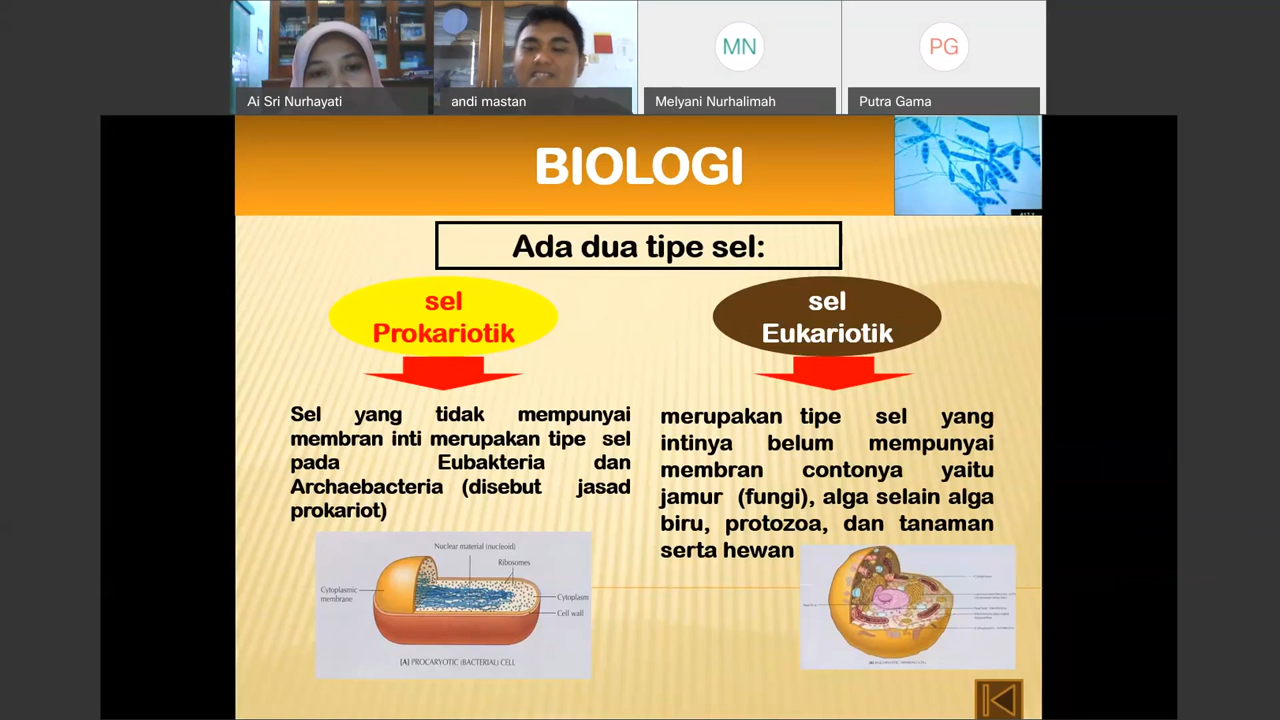 Ai Sri Nurhayati
andi mastan
MN
Melyani Nurhalimah
PG
Putra Gama
BIOLOGI
Ada dua tipe sel:
sel
Prokariotik
Sel yang tidak mempunyai
membran inti merupakan tipe sel
pada Eubakteria dan
Archaebacteria (disebut jasad
prokariot)
Nuclear material (nucleoid)
Ribosomes
Cytoplasmic
membrane
Cytoplasm
Cell wall
[A] PROCARYOTIC (BACTERIAL) CELL
sel
Eukariotik
merupakan tipe sel yang
intinya belum mempunyai
membran contonya yaitu
jamur (fungi), alga selain alga
biru, protozoa, dan tanaman
serta hewan